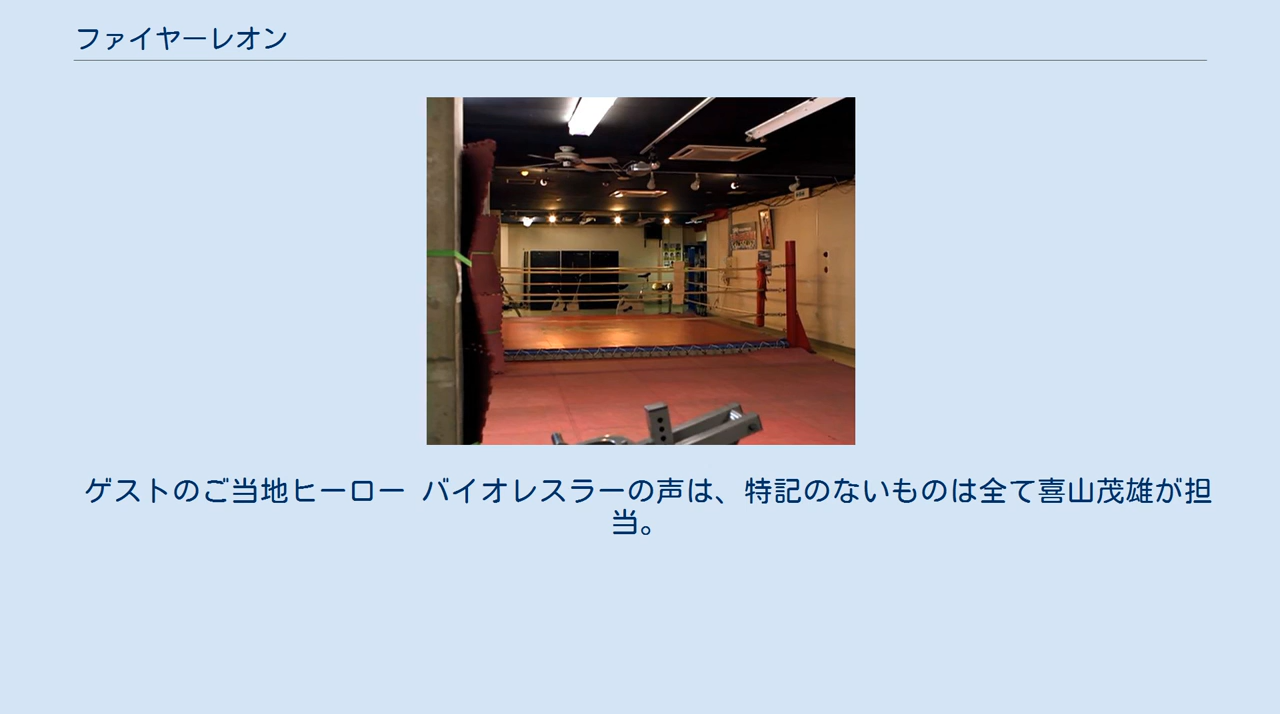 ファイヤーレオン
ゲストのご当地ヒーロー バイオレスラーの声は、特記のないものは全て喜山茂雄が担
当。